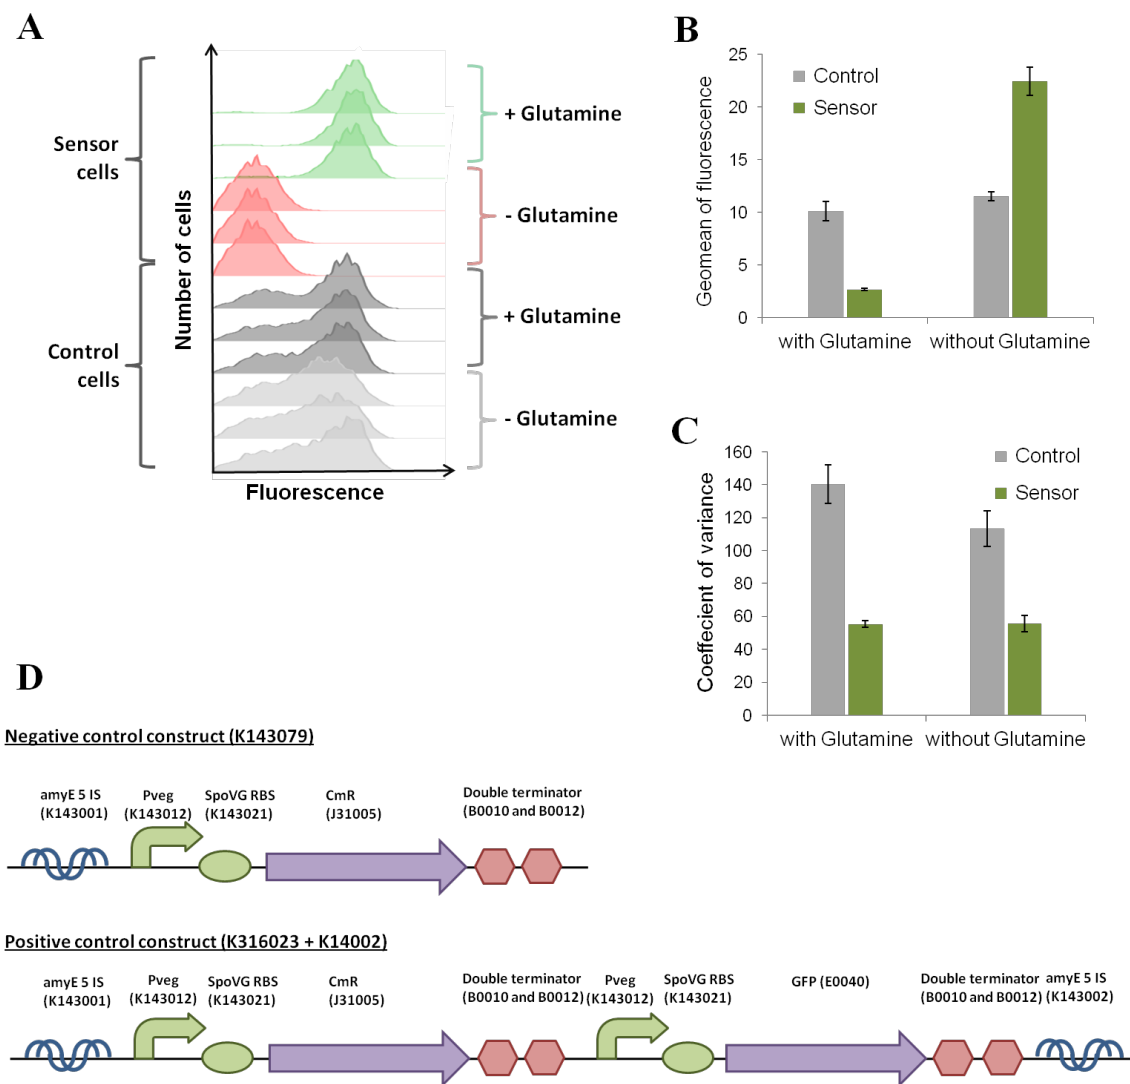 A
Sensor
cells
Control
cells
Number of cells
Fluorescence
+ Glutamine
- Glutamine
+ Glutamine
- Glutamine
B
Geomean of fluorescence
25
20
15
10
5
0
Control
Sensor
with Glutamine
without Glutamine
C
Coeffecient of variance
160
140
120
100
80
60
40
20
0
Control
Sensor
with Glutamine
without Glutamine
D
Negative control construct (K143079)
amyE 5 IS
(K143001)
Pveg
(K143012)
SpoVG RBS
(K143021)
CmR
(J31005)
Double terminator
(B0010 and B0012)
Positive control construct (K316023 + K14002)
amyE 5 IS
(K143001)
Pveg
(K143012)
SpoVG RBS
(K143021)
CmR
(J31005)
Double terminator
(B0010 and B0012)
Pveg
(K143012)
SpoVG RBS
(K143021)
GFP (E0040)
Double terminator
(B0010 and B0012)
amyE 5 IS
(K143002)